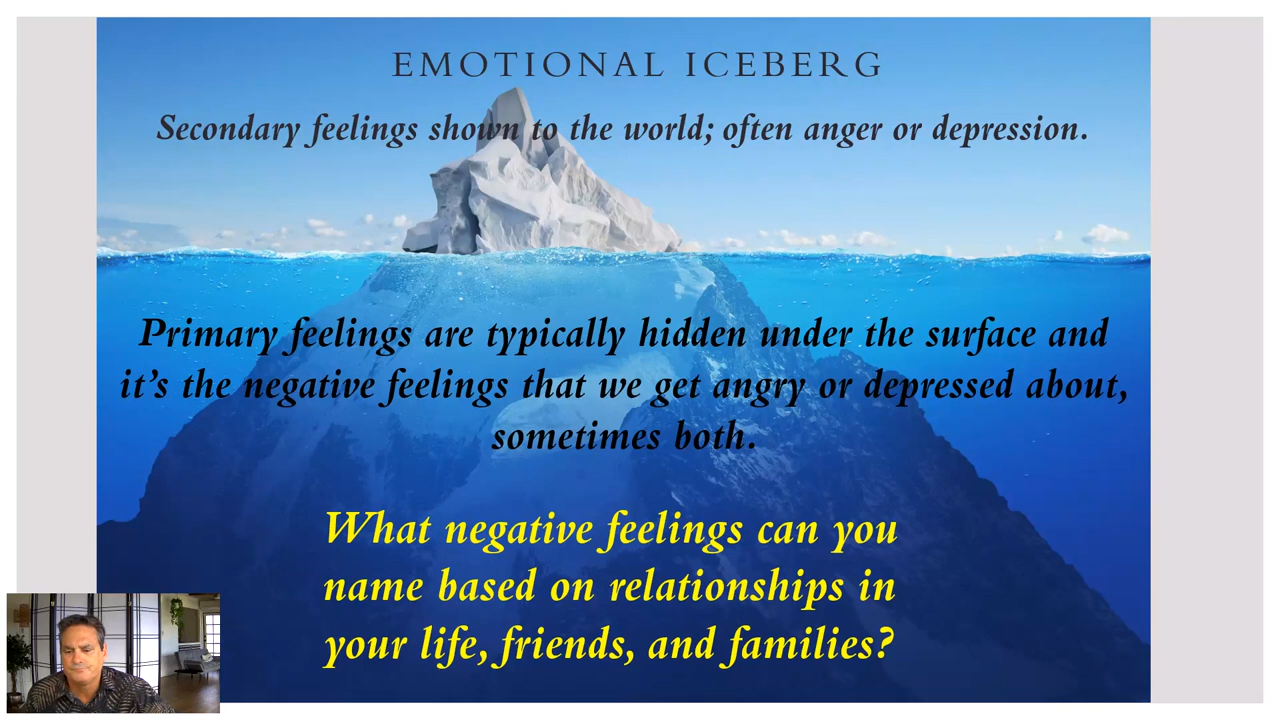 EMOTIONAL ICEBERG
Secondary feelings shown to the world; often anger or depression.
Primary feelings are typically hidden under the surface and
it’s the negative feelings that we get angry or depressed about,
sometimes both.
What negative feelings can you
name based on relationships in
your life, friends, and families?